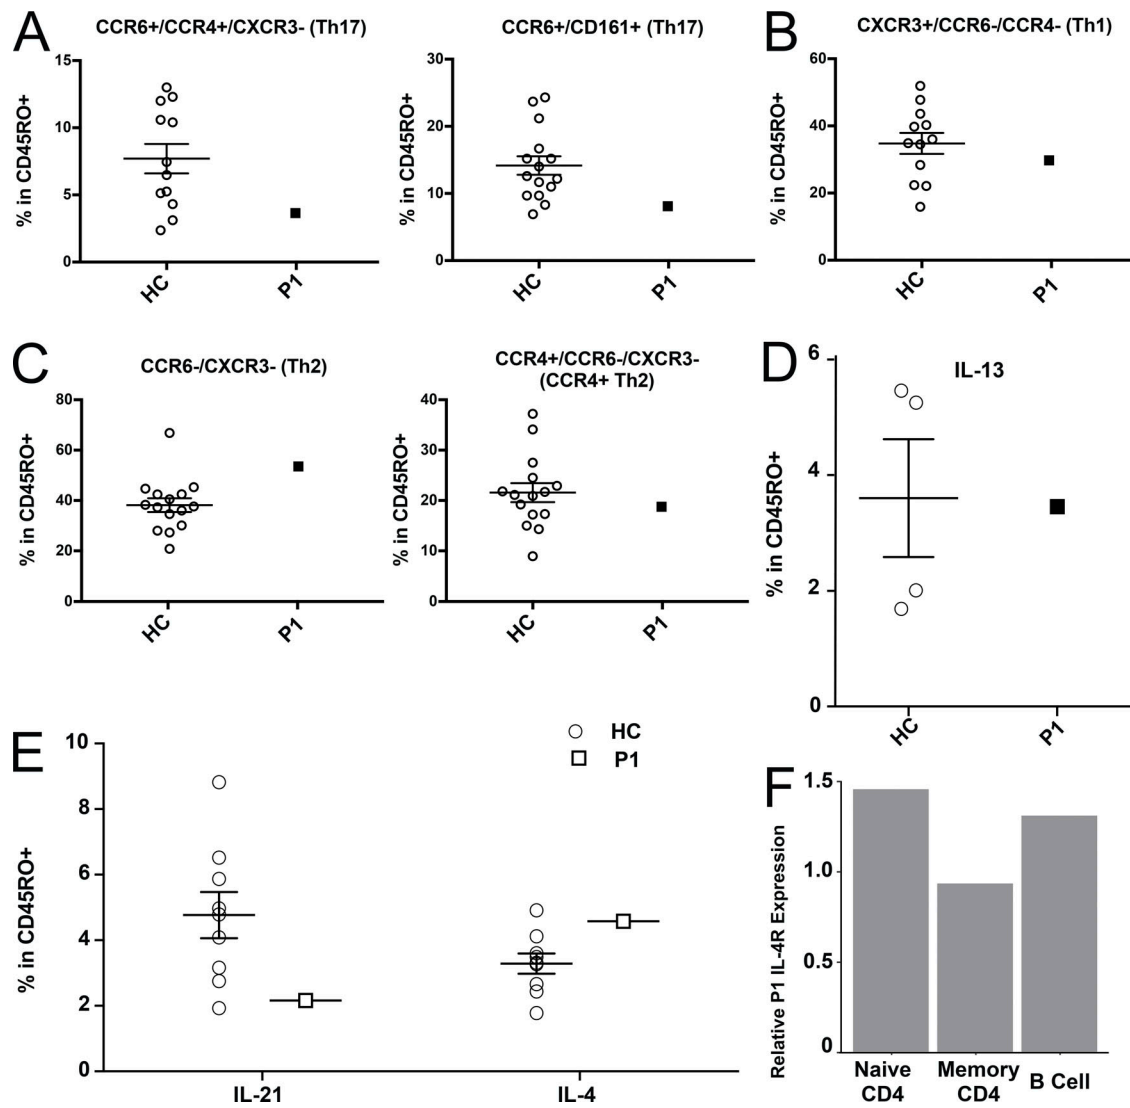 A
CCR6+/CCR4+/CXCR3- (Th17)
% in CD45RO+
15
10
5
0
HC
P1
CCR6+/CD161+ (Th17)
% in CD45RO+
30
20
10
0
HC
P1
B
CXCR3+/CCR6-/CCR4- (Th1)
% in CD45RO+
60
40
20
0
HC
P1
C
CCR6-/CXCR3- (Th2)
% in CD45RO+
80
60
40
20
0
HC
P1
CCR4+/CCR6-/CXCR3-
(CCR4+ Th2)
% in CD45RO+
40
30
20
10
0
HC
P1
D
IL-13
% in CD45RO+
6
4
2
0
HC
P1
E
HC
P1
% in CD45RO+
10
8
6
4
2
0
IL-21
IL-4
F
Relative P1 IL-4R Expression
1.5
1.0
0.5
0
Naive
CD4
Memory
CD4
B Cell